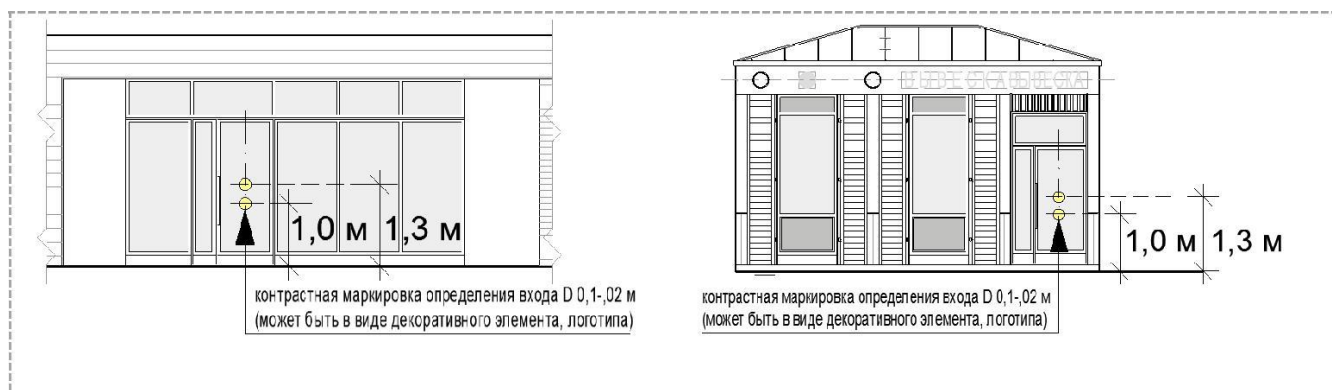 ВЫВЕСКАВЫВЕСКА
1,0 м 1,3 м
1,0 м 1,3 м
контрастная маркировка определения входа D 0,1-,02 м
(может быть в виде декоративного элемента, логотипа)
контрастная маркировка определения входа D 0,1-,02 м
(может быть в виде декоративного элемента, логотипа)